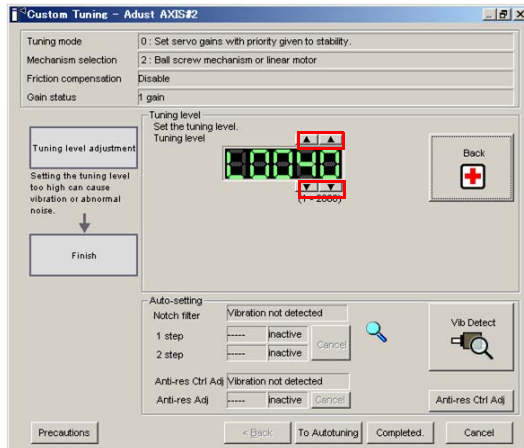 Custom Tuning - Adust AXIS#2
Tuning mode
0 : Set servo gains with priority given to stability.
Mechanism selection
2 : Ball screw mechanism or linear motor
Friction compensation
Disable
Gain status
1 gain
Tuning level adjustment
Setting the tuning level
too high can cause
vibration or abnormal
noise.
Finish
Tuning level
Set the tuning level.
Tuning level
0040
(1 - 2000)
Back
Auto-setting
Notch filter
Vibration not detected
1 step
-----
inactive
2 step
-----
inactive
Cancel
Vib Detect
Anti-res Ctrl Adj
Vibration not detected
Anti-res Adj
-----
inactive
Cancel
Anti-res Ctrl Adj
Precautions
< Back
To Autotuning
Completed.
Cancel